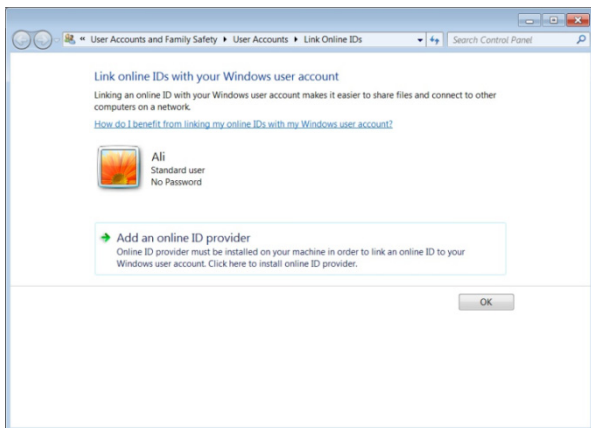 « User Accounts and Family Safety ▸ User Accounts ▸ Link Online IDs
Search Control Panel
Link online IDs with your Windows user account
Linking an online ID with your Windows user account makes it easier to share files and connect to other
computers on a network.
How do I benefit from linking my online IDs with my Windows user account?
Ali
Standard user
No Password
Add an online ID provider
Online ID provider must be installed on your machine in order to link an online ID to your
Windows user account. Click here to install online ID provider.
OK